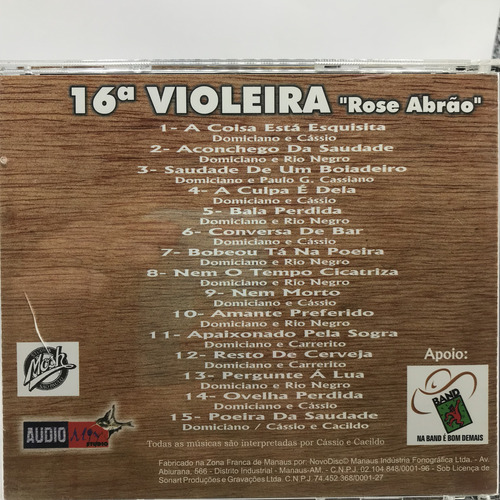 16ª VIOLEIRA "Rose Abrão"
1- A Coisa Está Esquisita
Domiciano e Cássio
2- Aconchego Da Saudade
Domiciano e Rio Negro
3- Saudade De Um Boiadeiro
Domiciano e Paulo G. Cassiano
4- A Culpa É Dela
Domiciano e Cássio
5- Bala Perdida
Domiciano e Rio Negro
6- Conversa De Bar
Domiciano e Cássio
7- Bobeou Tá Na Poeira
Domiciano e Rio Negro
8- Nem O Tempo Cicatriza
Domiciano e Rio Negro
9- Nem Morto
Domiciano e Cássio
10- Amante Preferido
Domiciano e Rio Negro
11- Apaixonado Pela Sogra
Domiciano e Carrerito
12- Resto De Cerveja
Domiciano e Carrerito
13- Pergunte À Lua
Domiciano e Rio Negro
14- Ovelha Perdida
Domiciano e Cássio
15- Poeira Da Saudade
Domiciano / Cássio e Cacildo
Todas as músicas são interpretadas por Cássio e Cacildo
Mosh
AUDIO
STUDIO
Apoio:
BAND
NA BAND É BOM DEMAIS
Fabricado na Zona Franca de Manaus por: NovoDisc® Manaus Indústria Fonográfica Ltda. - Av.
Abiurana, 566 - Distrito Industrial - Manaus-AM. - C.N.P.J. 02.104.848/0001-96 - Sob Licença de
Sonart Produções e Gravações Ltda. C.N.P.J. 74.452.368/0001-27